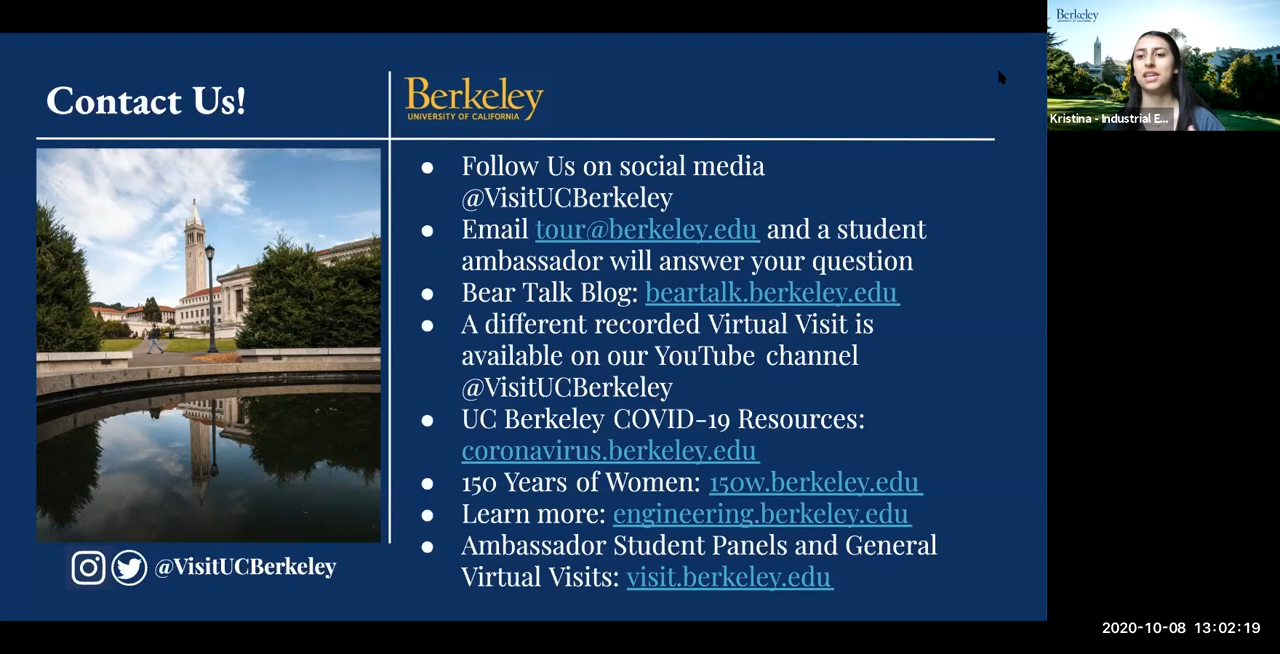 Contact Us!
Berkeley
UNIVERSITY OF CALIFORNIA
● Follow Us on social media
@VisitUCBerkeley
● Email tour@berkeley.edu and a student
ambassador will answer your question
● Bear Talk Blog: beartalk.berkeley.edu
● A different recorded Virtual Visit is
available on our YouTube channel
@VisitUCBerkeley
● UC Berkeley COVID-19 Resources:
coronavirus.berkeley.edu
● 150 Years of Women: 150w.berkeley.edu
● Learn more: engineering.berkeley.edu
● Ambassador Student Panels and General
Virtual Visits: visit.berkeley.edu
@VisitUCBerkeley
Berkeley
Kristina - Industrial E...
2020-10-08 13:02:19